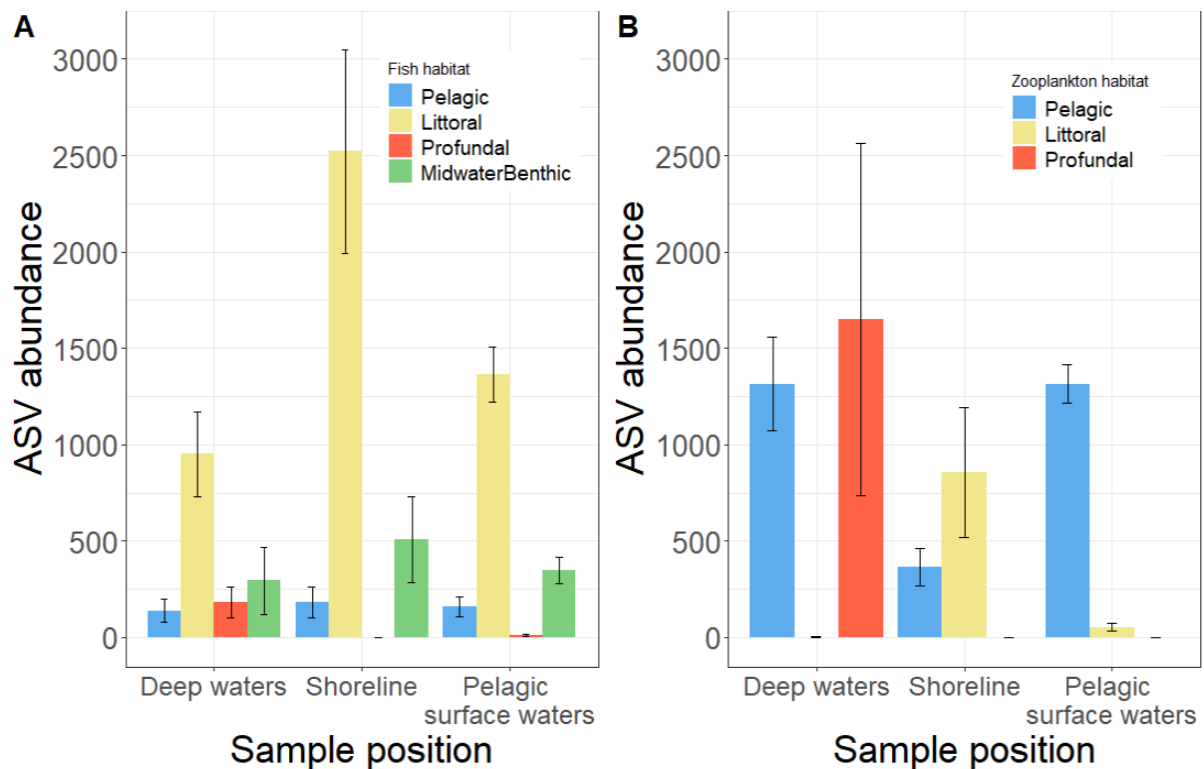 A
ASV abundance
3000
2500
2000
1500
1000
500
0
Fish habitat
Pelagic
Littoral
Profundal
MidwaterBenthic
Deep waters
Shoreline
Pelagic
surface waters
Sample position
B
ASV abundance
3000
2500
2000
1500
1000
500
0
Zooplankton habitat
Pelagic
Littoral
Profundal
Deep waters
Shoreline
Pelagic
surface waters
Sample position